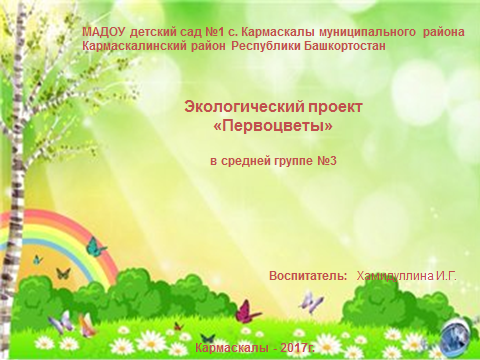 МАДОУ детский сад №1 с. Кармаскалы муниципального района
Кармаскалинский район Республики Башкортостан
Экологический проект
«Первоцветы»
в средней группе №3
Воспитатель: Хамидуллина И.Г.
Кармаскалы - 2017г.